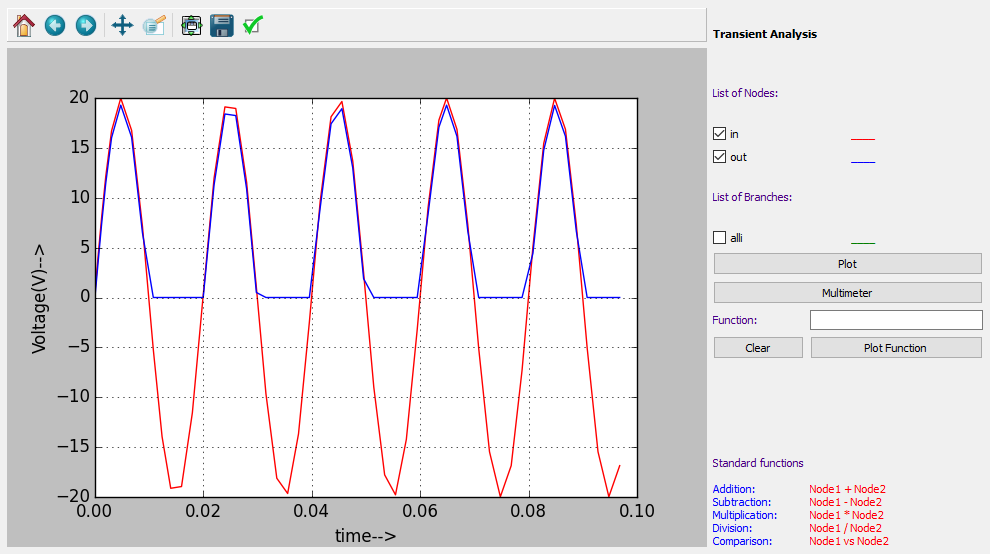 Transient Analysis
List of Nodes:
in
out
List of Branches:
alli
Plot
Multimeter
Function:
Clear Plot Function
Standard functions
Addition: Node1 + Node2
Subtraction: Node1 - Node2
Multiplication: Node1 * Node2
Division: Node1 / Node2
Comparison: Node1 vs Node2
Voltage(V)-->
20
15
10
5
0
−5
−10
−15
−20
0.00 0.02 0.04 0.06 0.08 0.10
time-->